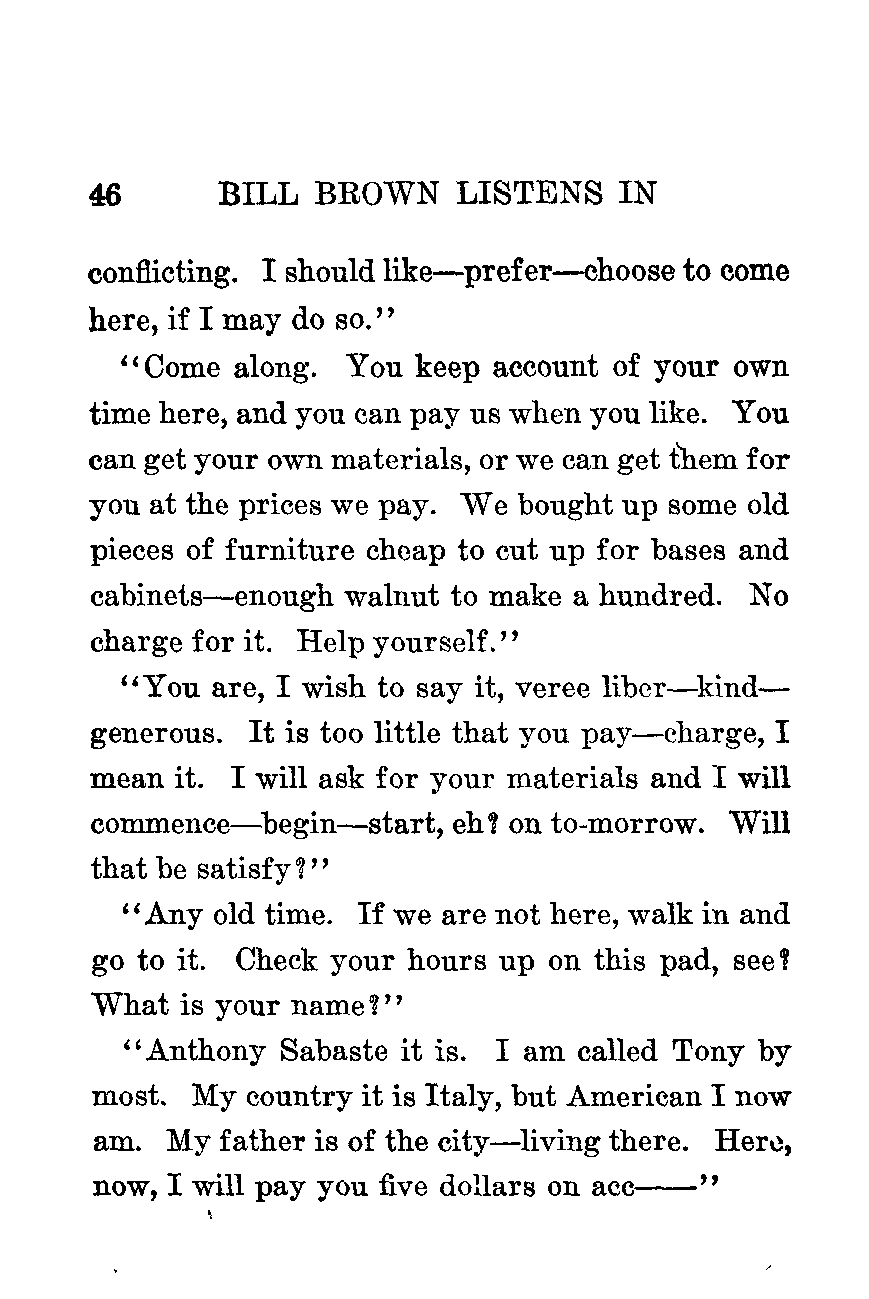 46 BILL BROWN LISTENS IN
conflicting. I should like—prefer—choose to come
here, if I may do so."
"Come along. You keep account of your own
time here, and you can pay us when you like. You
can get your own materials, or we can get them for
you at the prices we pay. We bought up some old
pieces of furniture cheap to cut up for bases and
cabinets—enough walnut to make a hundred. No
charge for it. Help yourself."
"You are, I wish to say it, veree liber—kind—
generous. It is too little that you pay—charge, I
mean it. I will ask for your materials and I will
commence—begin—start, eh? on to-morrow. Will
that be satisfy?"
"Any old time. If we are not here, walk in and
go to it. Check your hours up on this pad, see?
What is your name?"
"Anthony Sabaste it is. I am called Tony by
most. My country it is Italy, but American I now
am. My father is of the city—living there. Here,
now, I will pay you five dollars on acc——"